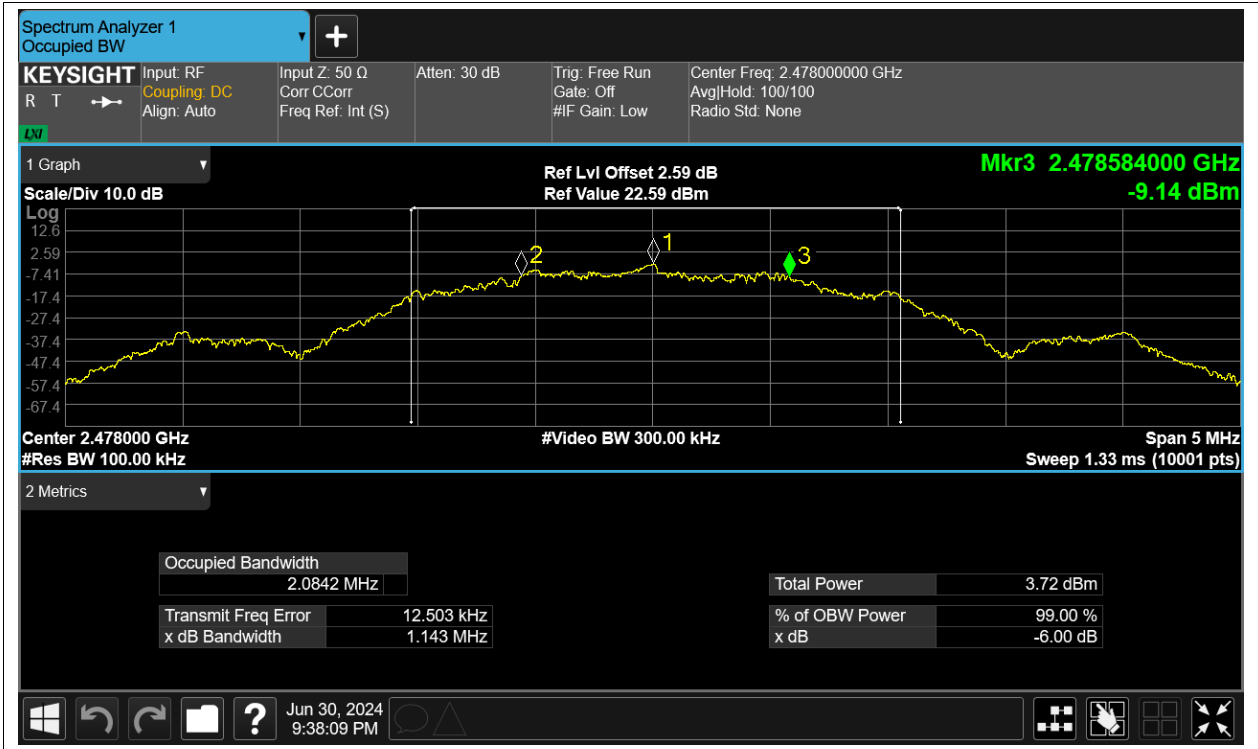 Spectrum Analyzer 1
Occupied BW
KEYSIGHT
R T
LXI
Input: RF
Coupling: DC
Align: Auto
Input Z: 50 Ω
Corr CCorr
Freq Ref: Int (S)
Atten: 30 dB
Trig: Free Run
Gate: Off
#IF Gain: Low
Center Freq: 2.478000000 GHz
Avg|Hold: 100/100
Radio Std: None
1 Graph
Ref Lvl Offset 2.59 dB
Mkr3 2.478584000 GHz
Scale/Div 10.0 dB
Ref Value 22.59 dBm
-9.14 dBm
Log
12.6
2.59
-7.41
-17.4
-27.4
-37.4
-47.4
-57.4
-67.4
2
1
3
Center 2.478000 GHz
#Video BW 300.00 kHz
Span 5 MHz
#Res BW 100.00 kHz
Sweep 1.33 ms (10001 pts)
2 Metrics
Occupied Bandwidth
2.0842 MHz
Total Power 3.72 dBm
Transmit Freq Error 12.503 kHz
% of OBW Power 99.00 %
x dB Bandwidth 1.143 MHz
x dB -6.00 dB
?
Jun 30, 2024
9:38:09 PM